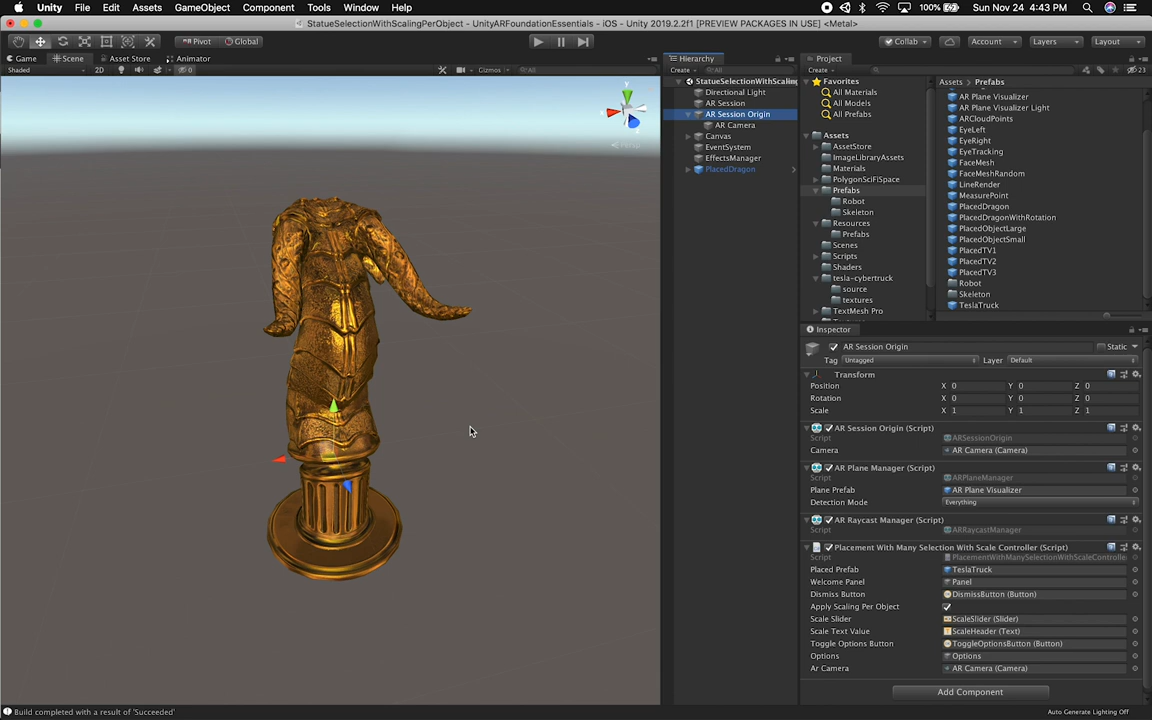 Unity File Edit Assets GameObject Component Tools Window Help 100% Sun Nov 24 4:43 PM
StatueSelectionWithScalingPerObject - UnityARFoundationEssentials - iOS - Unity 2019.2.2f1 [PREVIEW PACKAGES IN USE] <Metal>
Pivot Global Collab Account Layers Layout
Game Scene Asset Store Animator
Shaded 2D 0 Gizmos All
y
x
Persp
Hierarchy
Create All
StatueSelectionWithScaling
Directional Light
AR Session
AR Session Origin
AR Camera
Canvas
EventSystem
EffectsManager
PlacedDragon
Project
Create 23
Favorites
All Materials
All Models
All Prefabs
Assets
AssetStore
ImageLibraryAssets
Materials
PolygonSciFiSpace
Prefabs
Robot
Skeleton
Resources
Prefabs
Scenes
Scripts
Shaders
tesla-cybertruck
source
textures
TextMesh Pro
Assets Prefabs
AR Plane Visualizer
AR Plane Visualizer Light
ARCloudPoints
EyeLeft
EyeRight
EyeTracking
FaceMesh
FaceMeshRandom
LineRender
MeasurePoint
PlacedDragon
PlacedDragonWithRotation
PlacedObjectLarge
PlacedObjectSmall
PlacedTV1
PlacedTV2
PlacedTV3
Robot
Skeleton
TeslaTruck
Inspector
AR Session Origin Static
Tag Untagged Layer Default
Transform
Position X 0 Y 0 Z 0
Rotation X 0 Y 0 Z 0
Scale X 1 Y 1 Z 1
AR Session Origin (Script)
Script ARSessionOrigin
Camera AR Camera (Camera)
AR Plane Manager (Script)
Script ARPlaneManager
Plane Prefab AR Plane Visualizer
Detection Mode Everything
AR Raycast Manager (Script)
Script ARRaycastManager
Placement With Many Selection With Scale Controller (Script)
Script PlacementWithManySelectionWithScaleControlle
Placed Prefab TeslaTruck
Welcome Panel Panel
Dismiss Button DismissButton (Button)
Apply Scaling Per Object
Scale Slider ScaleSlider (Slider)
Scale Text Value ScaleHeader (Text)
Toggle Options Button ToggleOptionsButton (Button)
Options Options
Ar Camera AR Camera (Camera)
Add Component
Build completed with a result of 'Succeeded' Auto Generate Lighting Off